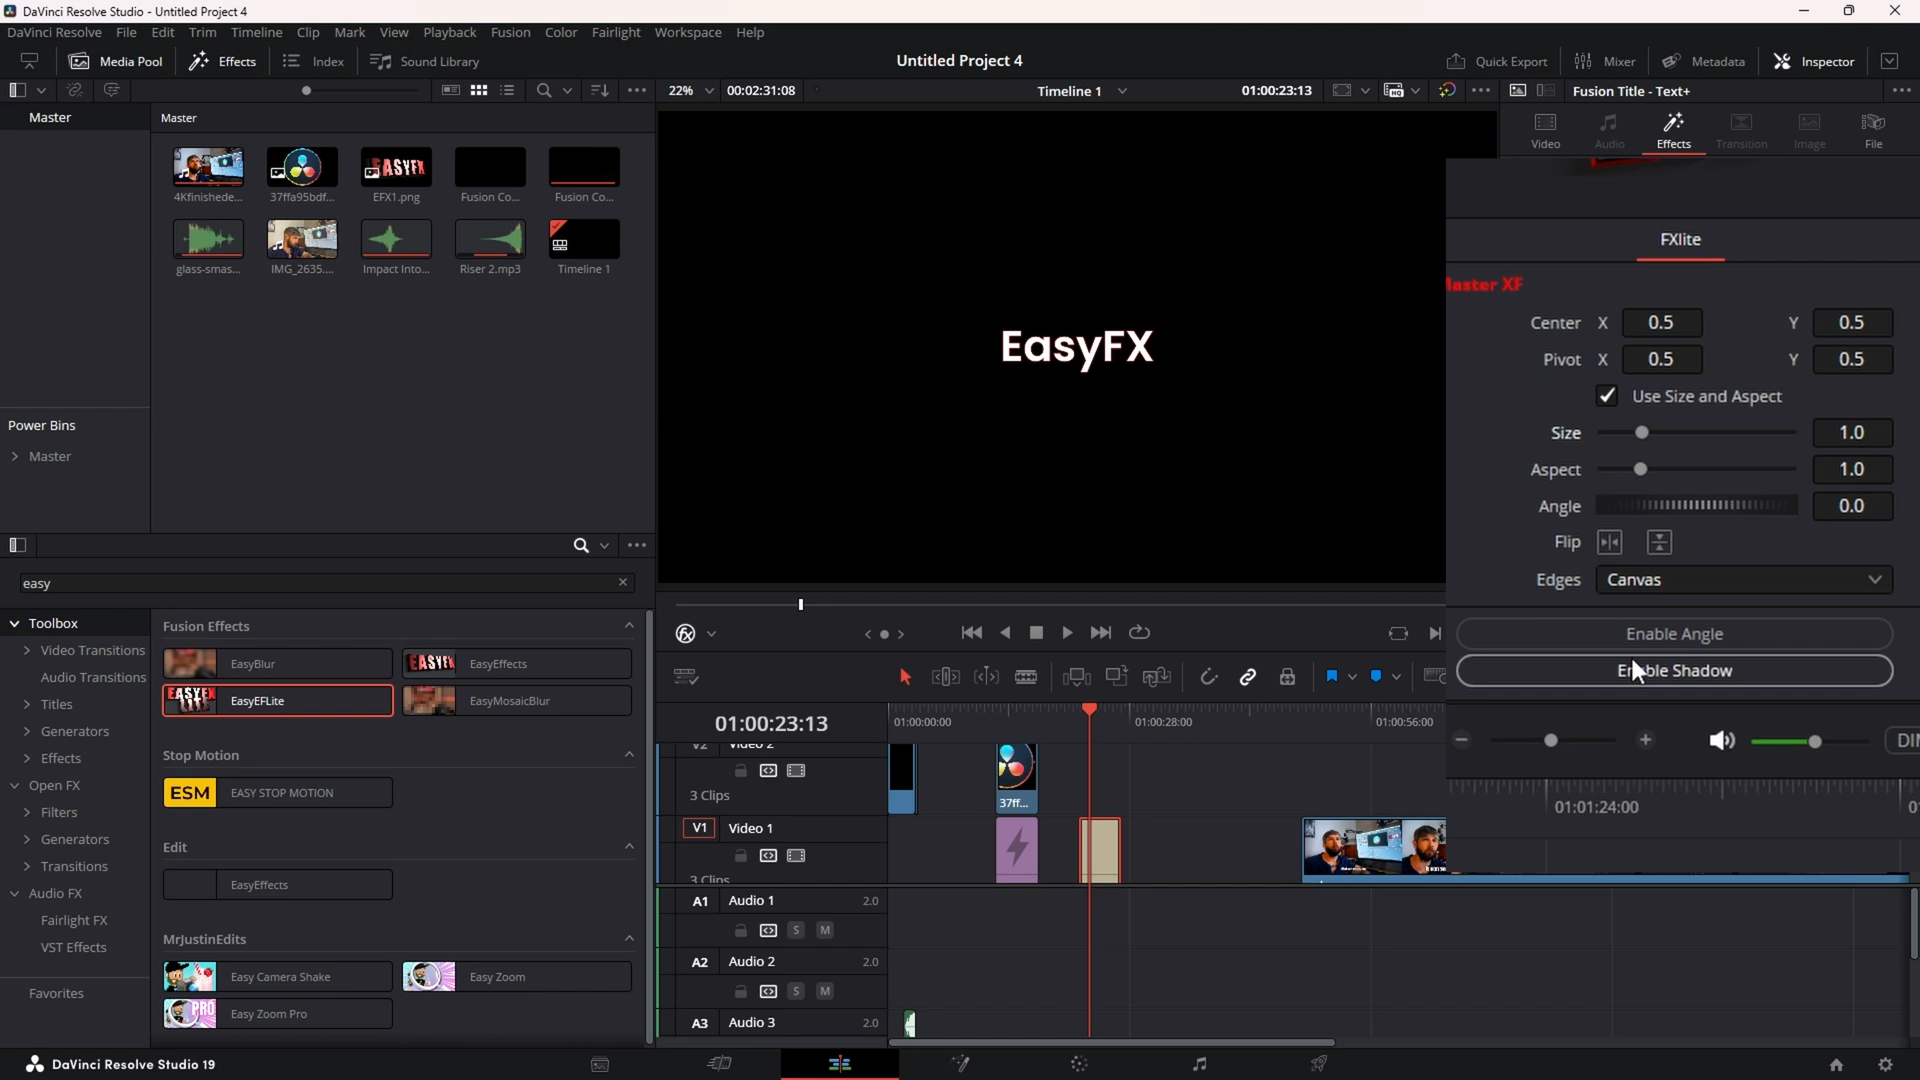 DaVinci Resolve Studio - Untitled Project 4
DaVinci Resolve File Edit Trim Timeline Clip Mark View Playback Fusion Color Fairlight Workspace Help
Media Pool Effects Index Sound Library Untitled Project 4 Quick Export Mixer Metadata Inspector
22% 00:02:31:08 Timeline 1 01:00:23:13 Fusion Title - Text+
Master Master
Video Audio Effects Transition Image File
EASYFX
4Kfinishede... 37ffa95bdf... EFX1.png Fusion Co... Fusion Co...
glass-smas... IMG_2635.... Impact Into... Riser 2.mp3 Timeline 1
EasyFX
FXlite
Center X 0.5 Y 0.5
Pivot X 0.5 Y 0.5
Use Size and Aspect
Size 1.0
Aspect 1.0
Angle 0.0
Flip
Edges Canvas
Enable Angle
Power Bins
Master
easy
Toolbox
Video Transitions
Audio Transitions
Titles
Generators
Effects
Open FX
Filters
Generators
Transitions
Audio FX
Fairlight FX
VST Effects
Favorites
Fusion Effects
EasyBlur EASYFX EasyEffects
EASYFX LITE EasyEFLite EasyMosaicBlur
Stop Motion
ESM EASY STOP MOTION
Edit
EasyEffects
MrJustinEdits
Easy Camera Shake Easy Zoom
PRO Easy Zoom Pro
01:00:23:13 01:00:00:00 01:00:28:00 01:00:56:00 01:01:24:00
V2 Video 2
3 Clips 37ff...
V1 Video 1
3 Clips
A1 Audio 1 2.0
S M
A2 Audio 2 2.0
S M
A3 Audio 3 2.0
DaVinci Resolve Studio 19